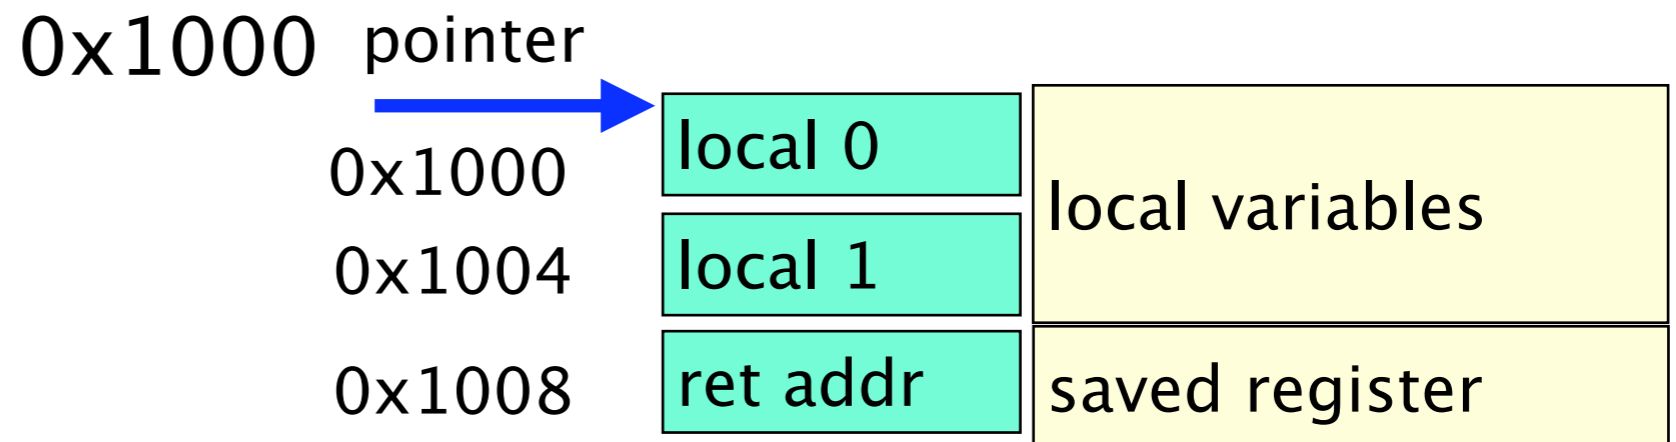 0x1000 pointer
0x1000 local 0
local variables
0x1004 local 1
0x1008 ret addr saved register